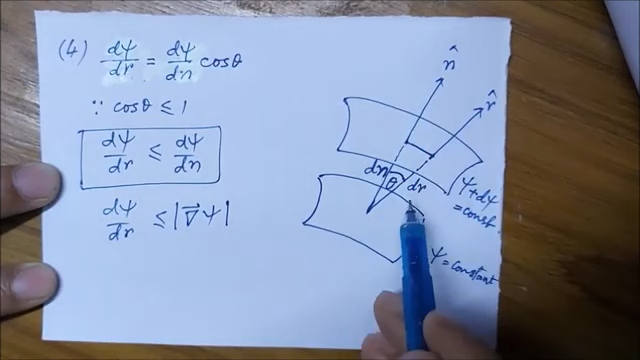 (4) dψ/dr = dψ/dn cosθ
∵ cosθ ≤ 1
dψ/dr ≤ dψ/dn
dψ/dr ≤ |∇⃗ψ|
n̂
r̂
dn
θ
dr
ψ+dψ
=const.
ψ=constant